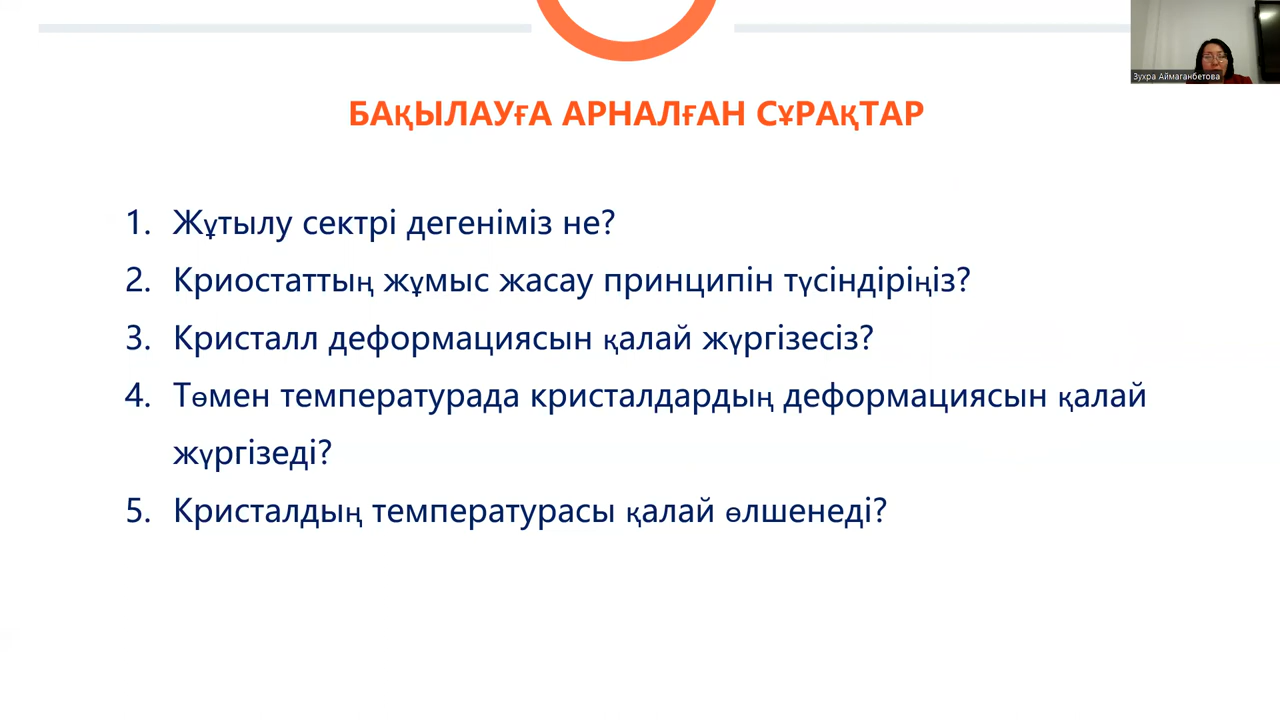 Зухра Аймаганбетова
БАҚЫЛАУҒА АРНАЛҒАН СҰРАҚТАР
1. Жұтылу сектрі дегеніміз не?
2. Криостаттың жұмыс жасау принципін түсіндіріңіз?
3. Кристалл деформациясын қалай жүргізесіз?
4. Төмен температурада кристалдардың деформациясын қалай
жүргізеді?
5. Кристалдың температурасы қалай өлшенеді?